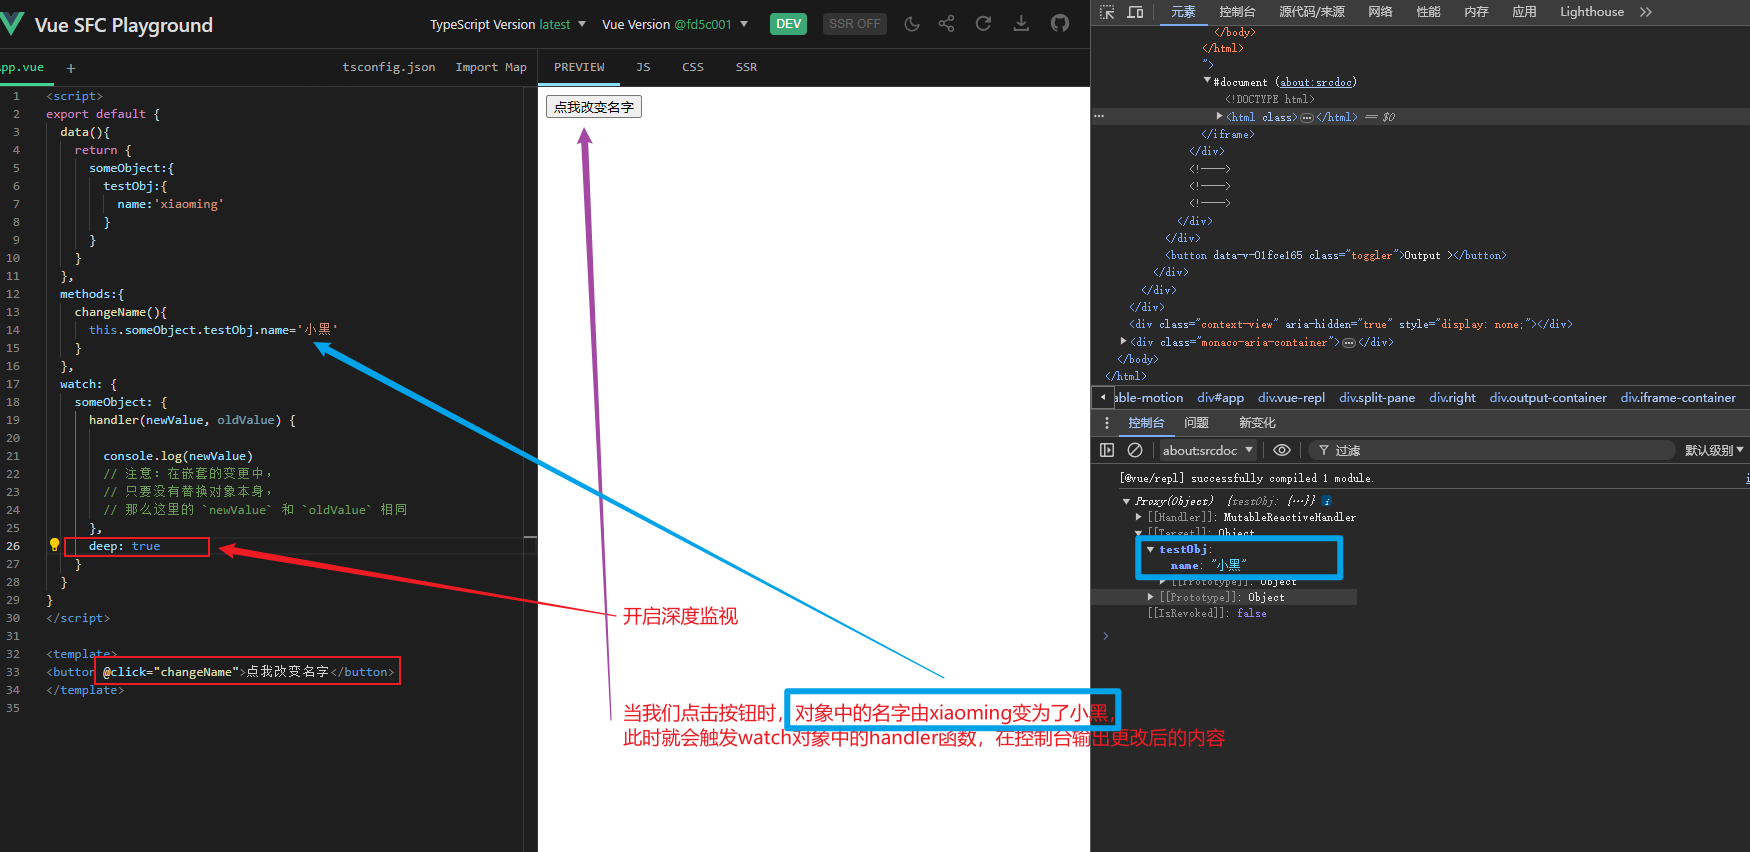 Vue SFC Playground
TypeScript Version latest
Vue Version @fd5c001
DEV
SSR OFF
pp.vue
+
tsconfig.json
Import Map
1 <script>
2 export default {
3 data(){
4 return {
5 someObject:{
6 testObj:{
7 name:'xiaoming'
8 }
9 }
10 }
11 },
12 methods:{
13 changeName(){
14 this.someObject.testObj.name='小黑'
15 }
16 },
17 watch: {
18 someObject: {
19 handler(newValue, oldValue) {
20
21 console.log(newValue)
22 // 注意：在嵌套的变更中，
23 // 只要没有替换对象本身，
24 // 那么这里的 `newValue` 和 `oldValue` 相同
25 },
26 deep: true
27 }
28 }
29 }
30 </script>
31
32 <template>
33 <button @click="changeName">点我改变名字</button>
34 </template>
35
PREVIEW JS CSS SSR
点我改变名字
开启深度监视
当我们点击按钮时，对象中的名字由xiaoming变为了小黑，
此时就会触发watch对象中的handler函数，在控制台输出更改后的内容
元素 控制台 源代码/来源 网络 性能 内存 应用 Lighthouse
</body>
</html>
">
#document (about:srcdoc)
<!DOCTYPE html>
<html class>…</html> == $0
</iframe>
</div>
<!---->
<!---->
<!---->
</div>
</div>
<button data-v-01fce165 class="toggler">Output ></button>
</div>
</div>
</div>
<div class="context-view" aria-hidden="true" style="display: none;"></div>
<div class="monaco-aria-container">…</div>
</body>
</html>
able-motion div#app div.vue-repl div.split-pane div.right div.output-container div.iframe-container
控制台 问题 新变化
about:srcdoc
过滤
默认级别
[@vue/repl] successfully compiled 1 module.
Proxy(Object) {testObj: {…}}
[[Handler]]: MutableReactiveHandler
[[Target]]: Object
testObj:
name: "小黑"
[[Prototype]]: Object
[[Prototype]]: Object
[[IsRevoked]]: false